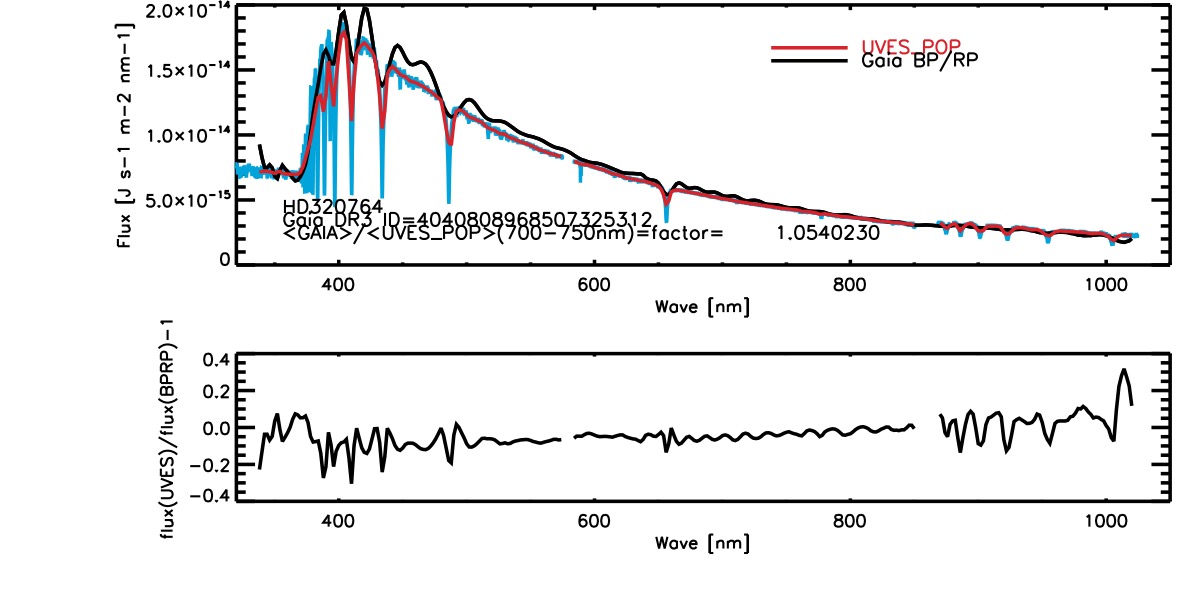 2.0×10⁻¹⁴
1.5×10⁻¹⁴
1.0×10⁻¹⁴
5.0×10⁻¹⁵
0
Flux [J s-1 m-2 nm-1]
UVES_POP
Gaia BP/RP
HD320764
Gaia DR3 ID=4040808968507325312
<GAIA>/<UVES_POP>(700-750nm)=factor= 1.0540230
400 600 800 1000
Wave [nm]
0.4
0.2
0.0
-0.2
-0.4
flux(UVES)/flux(BPRP)-1
400 600 800 1000
Wave [nm]